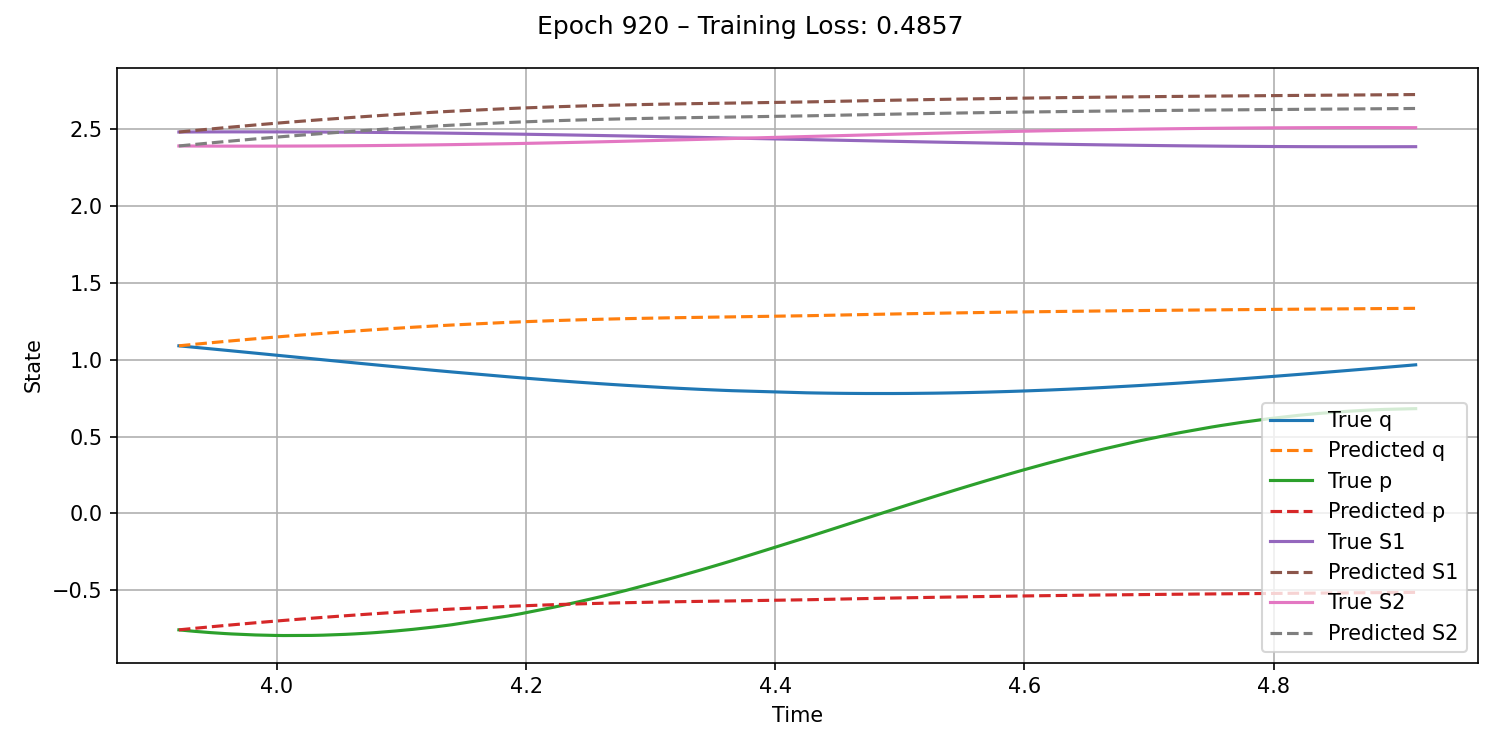 Epoch 920 – Training Loss: 0.4857
State
2.5
2.0
1.5
1.0
0.5
0.0
−0.5
4.0 4.2 4.4 4.6 4.8
Time
True q
Predicted q
True p
Predicted p
True S1
Predicted S1
True S2
Predicted S2